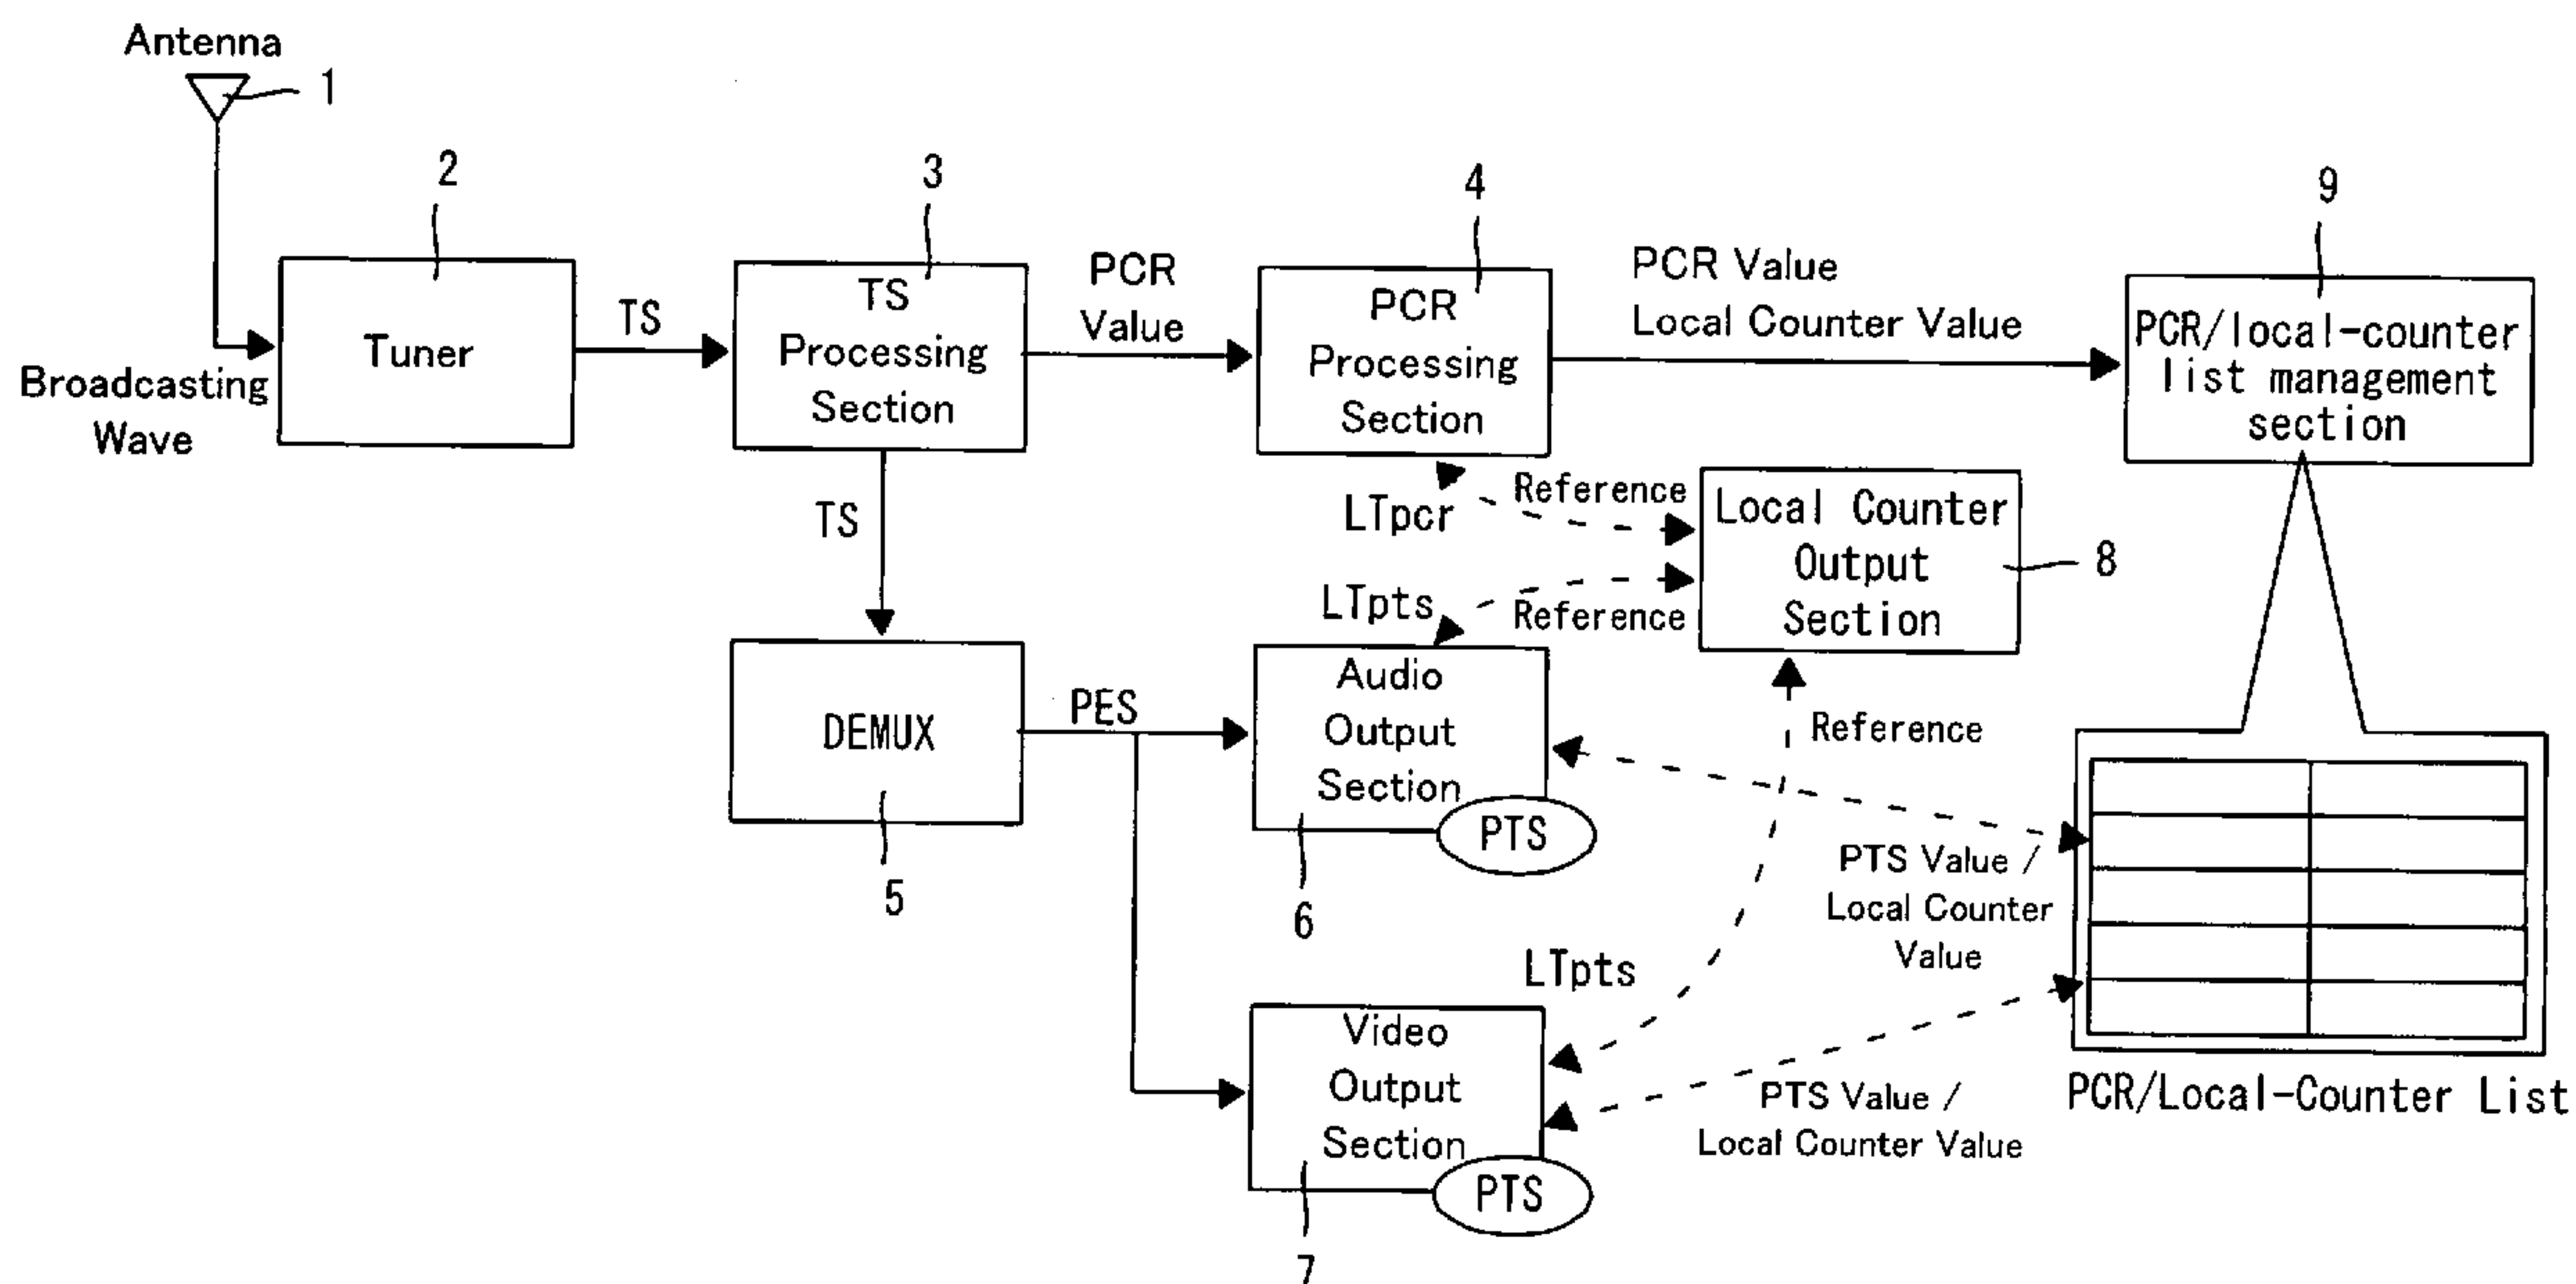 Antenna
1
2
3
4
9
Broadcasting
Wave
Tuner
TS
TS
Processing
Section
PCR
Value
PCR
Processing
Section
PCR Value
Local Counter Value
PCR/local-counter
list management
section
TS
LTpcr
Reference
LTpts
Reference
Local Counter
Output
Section
8
DEMUX
5
PES
Audio
Output
Section
PTS
6
Reference
PTS Value /
Local Counter
Value
LTpts
Video
Output
Section
PTS
7
PTS Value /
Local Counter Value
PCR/Local-Counter List